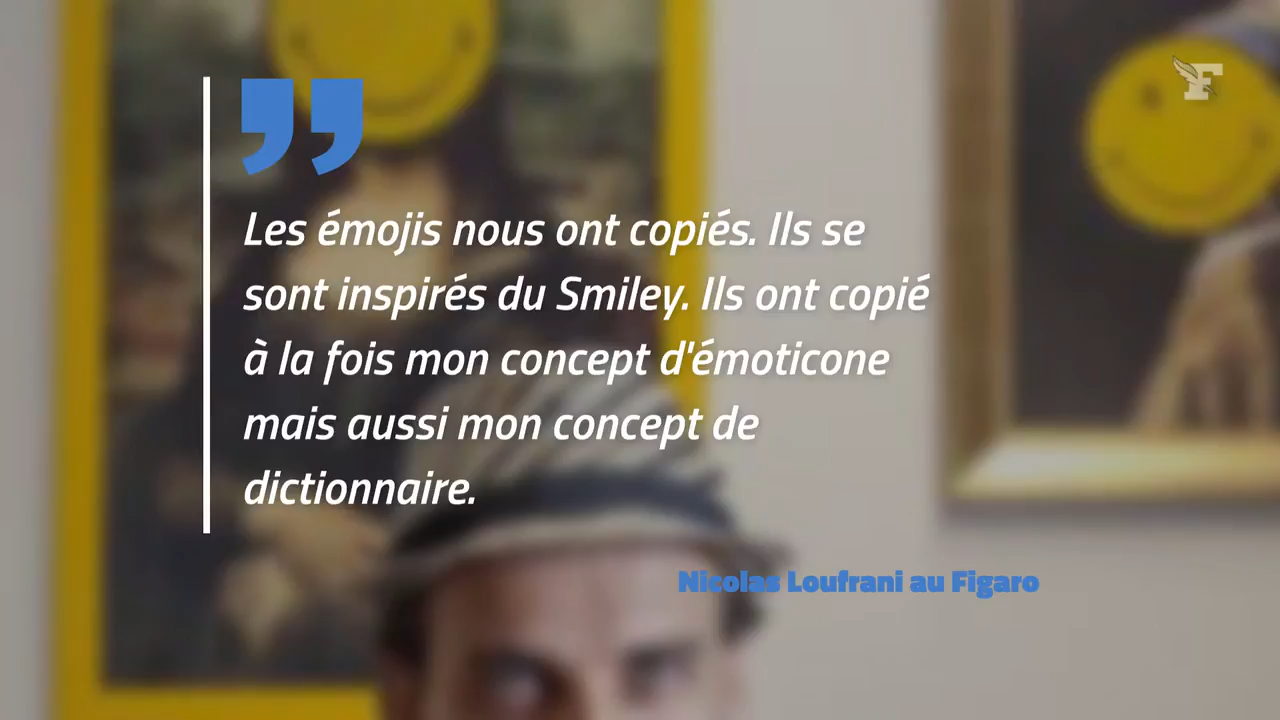 ”
Les émojis nous ont copiés. Ils se
sont inspirés du Smiley. Ils ont copié
à la fois mon concept d'émoticone
mais aussi mon concept de
dictionnaire.
Nicolas Loufrani au Figaro
F